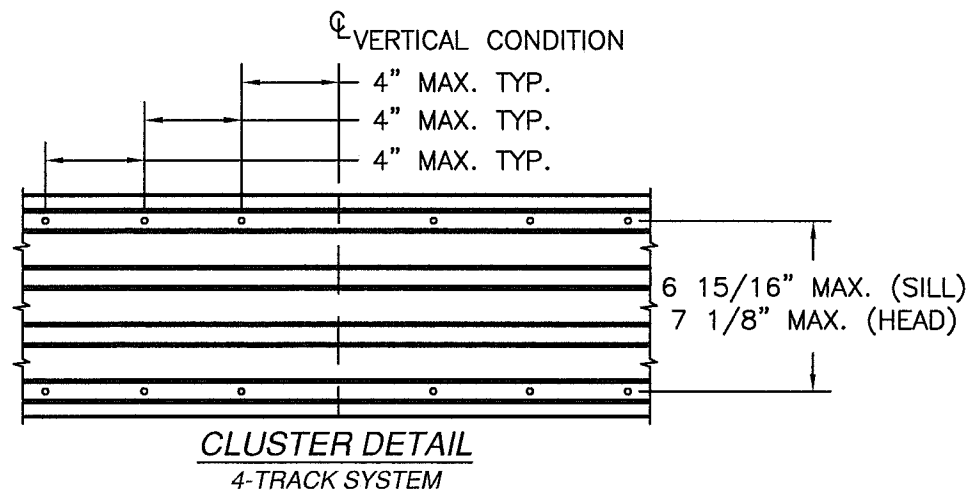 ℄ VERTICAL CONDITION
4" MAX. TYP.
4" MAX. TYP.
4" MAX. TYP.
6 15/16" MAX. (SILL)
7 1/8" MAX. (HEAD)
CLUSTER DETAIL
4-TRACK SYSTEM